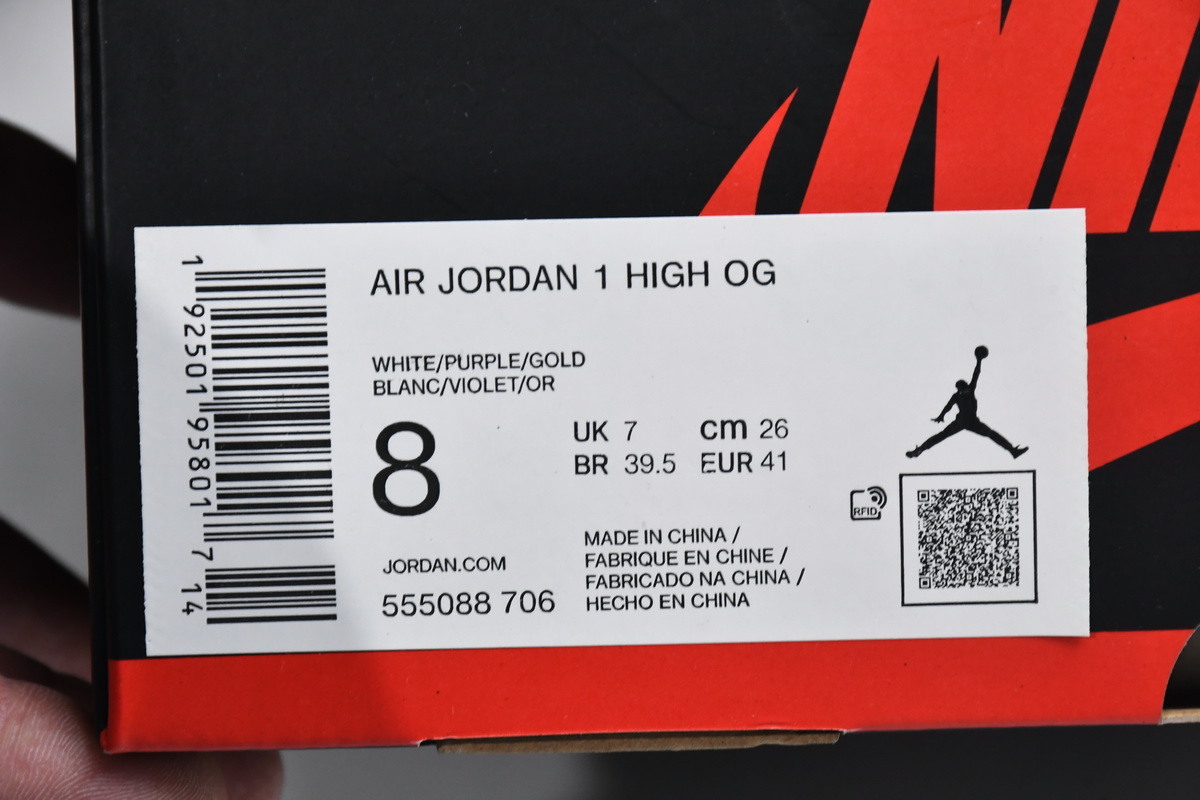 AIR JORDAN 1 HIGH OG
WHITE/PURPLE/GOLD
BLANC/VIOLET/OR
8
UK 7 cm 26
BR 39.5 EUR 41
JORDAN.COM
555088 706
MADE IN CHINA /
FABRIQUE EN CHINE /
FABRICADO NA CHINA /
HECHO EN CHINA
RFID
1 92501 95801 7 14